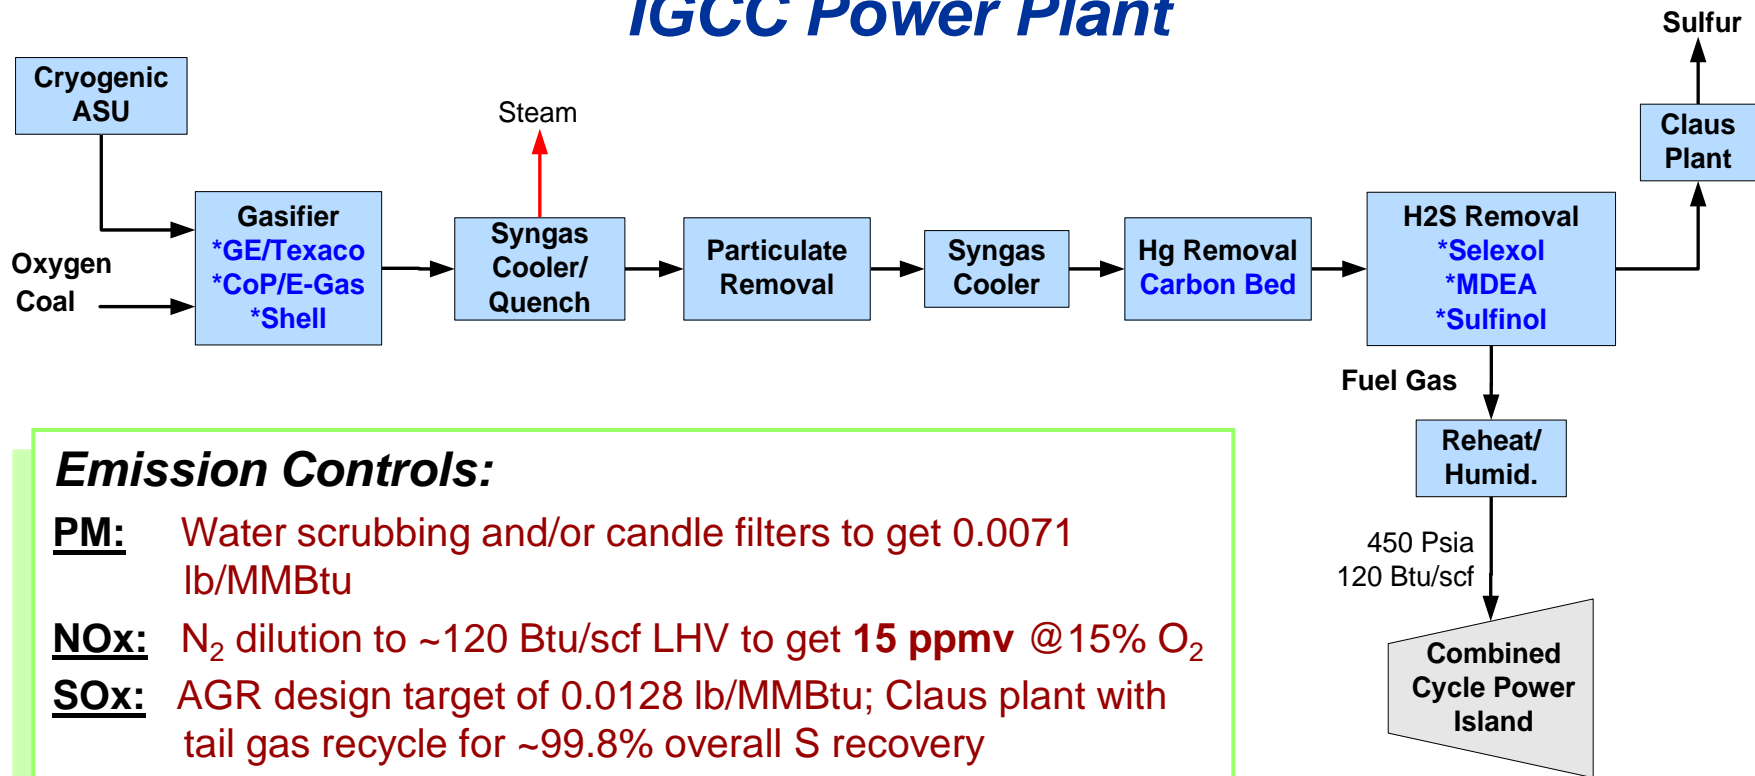 IGCC Power Plant
Sulfur
Cryogenic
ASU
Steam
Claus
Plant
Oxygen
Coal
Gasifier
*GE/Texaco
*CoP/E-Gas
*Shell
Syngas
Cooler/
Quench
Particulate
Removal
Syngas
Cooler
Hg Removal
Carbon Bed
H2S Removal
*Selexol
*MDEA
*Sulfinol
Fuel Gas
Reheat/
Humid.
450 Psia
120 Btu/scf
Combined
Cycle Power
Island
Emission Controls:
PM: Water scrubbing and/or candle filters to get 0.0071
lb/MMBtu
NOx: N₂ dilution to ~120 Btu/scf LHV to get 15 ppmv @15% O₂
SOx: AGR design target of 0.0128 lb/MMBtu; Claus plant with
tail gas recycle for ~99.8% overall S recovery